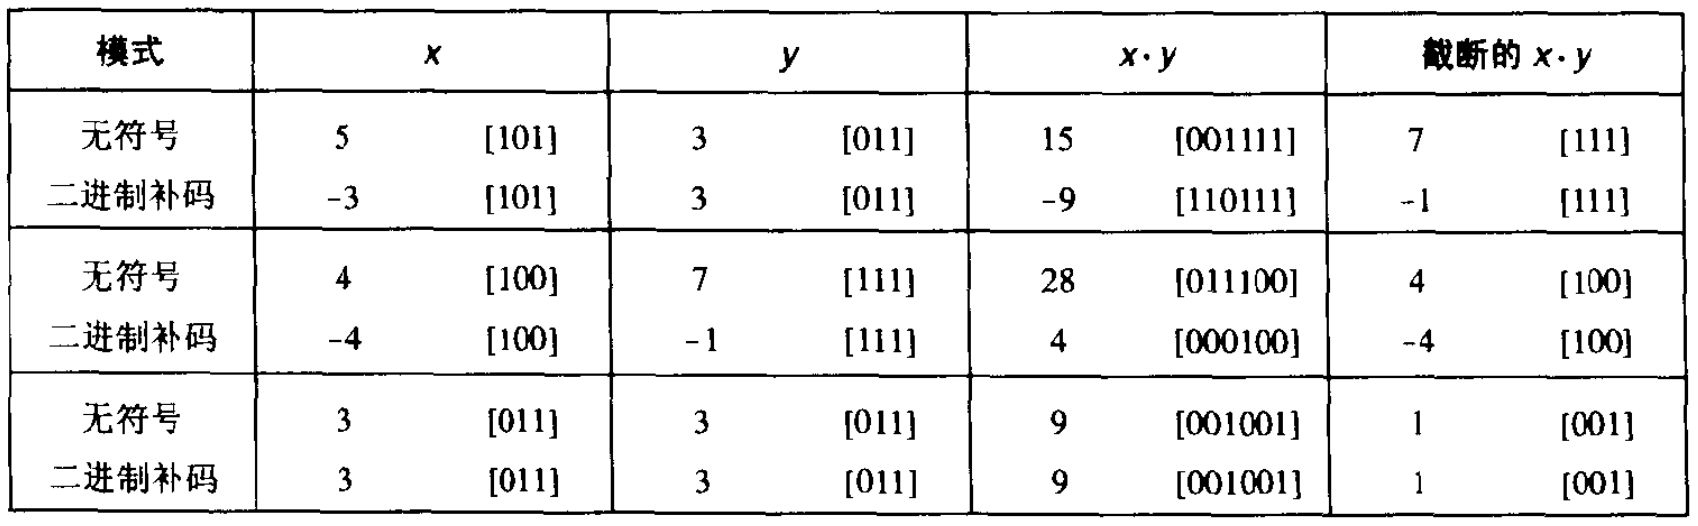 模式 x y x·y 截断的 x·y
无符号 5 [101] 3 [011] 15 [001111] 7 [111]
二进制补码 -3 [101] 3 [011] -9 [110111] -1 [111]
无符号 4 [100] 7 [111] 28 [011100] 4 [100]
二进制补码 -4 [100] -1 [111] 4 [000100] -4 [100]
无符号 3 [011] 3 [011] 9 [001001] 1 [001]
二进制补码 3 [011] 3 [011] 9 [001001] 1 [001]